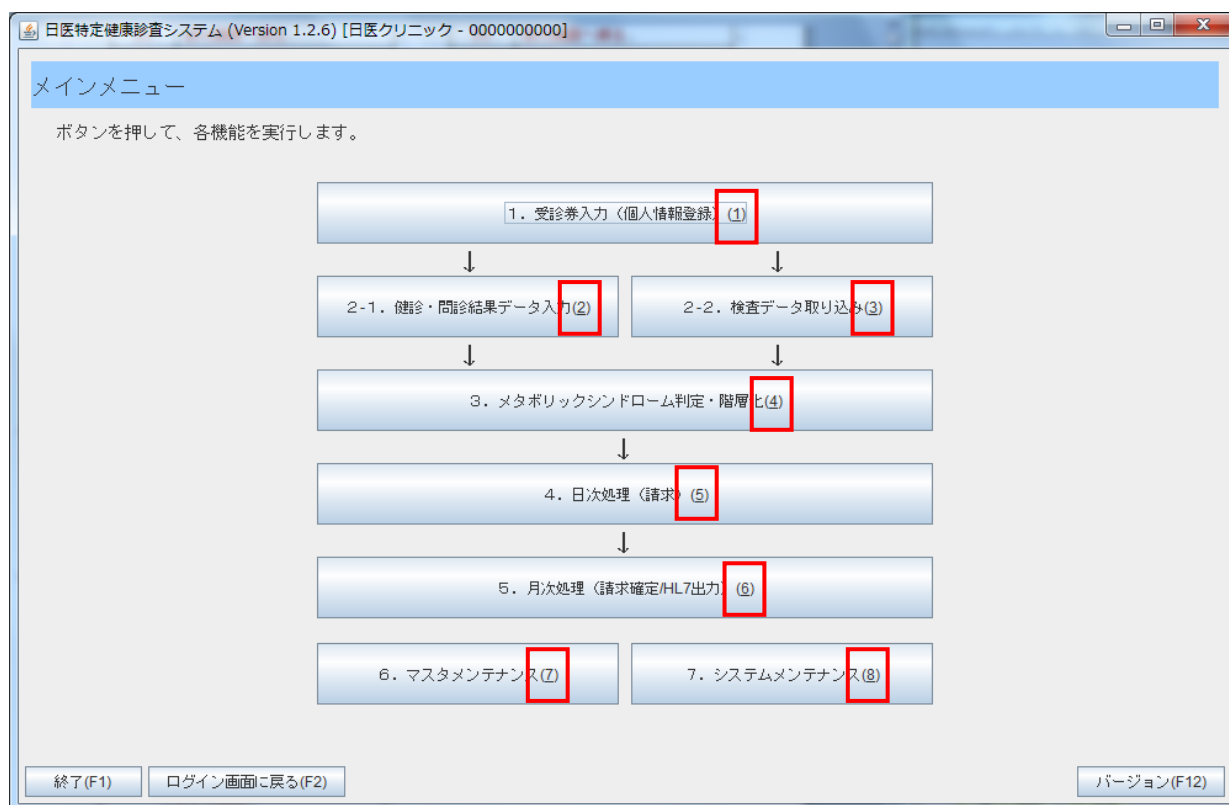 日医特定健康診査システム (Version 1.2.6) [日医クリニック - 0000000000]
メインメニュー
ボタンを押して、各機能を実行します。
１．受診券入力（個人情報登録）(1)
↓ ↓
２-１．健診・問診結果データ入力(2) ２-２．検査データ取り込み(3)
↓ ↓
３．メタボリックシンドローム判定・階層化(4)
↓
４．日次処理（請求）(5)
↓
５．月次処理（請求確定/HL7出力）(6)
６．マスタメンテナンス(7) ７．システムメンテナンス(8)
終了(F1) ログイン画面に戻る(F2) バージョン(F12)